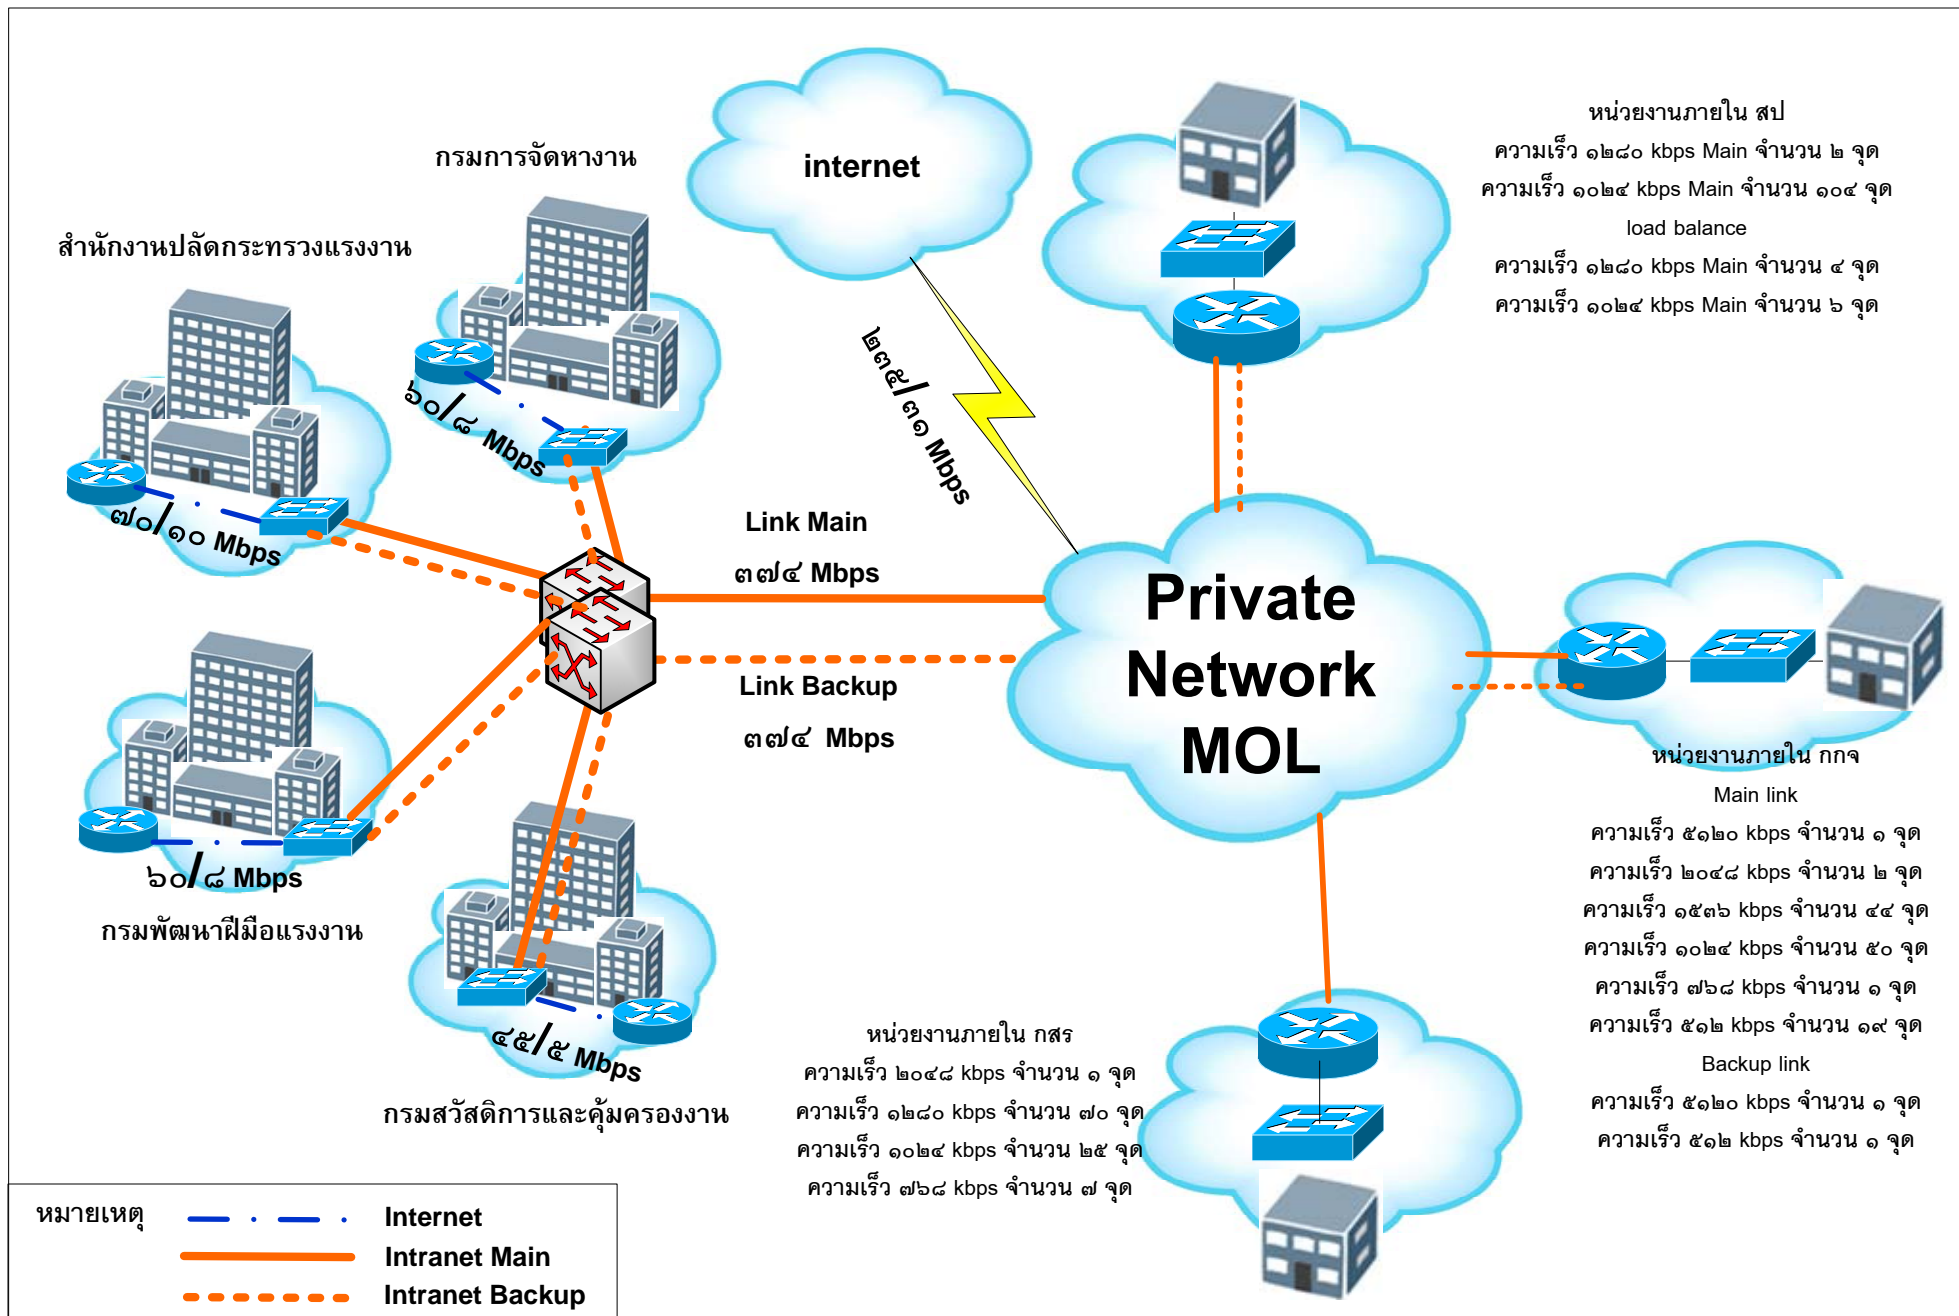 กรมการจัดหางาน
สำนักงานปลัดกระทรวงแรงงาน
internet
หน่วยงานภายใน สป
ความเร็ว ๑๒๘๐ kbps Main จำนวน ๒ จุด
ความเร็ว ๑๐๒๔ kbps Main จำนวน ๑๐๔ จุด
load balance
ความเร็ว ๑๒๘๐ kbps Main จำนวน ๔ จุด
ความเร็ว ๑๐๒๔ kbps Main จำนวน ๖ จุด
๖๐/๘ Mbps
๗๐/๑๐ Mbps
๒๓๕/๓๑ Mbps
Link Main
๓๗๔ Mbps
Link Backup
๓๗๔ Mbps
Private
Network
MOL
๖๐/๘ Mbps
กรมพัฒนาฝีมือแรงงาน
๔๕/๕ Mbps
กรมสวัสดิการและคุ้มครองงาน
หน่วยงานภายใน กกจ
Main link
ความเร็ว ๕๑๒๐ kbps จำนวน ๑ จุด
ความเร็ว ๒๐๔๘ kbps จำนวน ๒ จุด
ความเร็ว ๑๕๓๖ kbps จำนวน ๔๔ จุด
ความเร็ว ๑๐๒๔ kbps จำนวน ๕๐ จุด
ความเร็ว ๗๖๘ kbps จำนวน ๑ จุด
ความเร็ว ๕๑๒ kbps จำนวน ๑๙ จุด
Backup link
ความเร็ว ๕๑๒๐ kbps จำนวน ๑ จุด
ความเร็ว ๕๑๒ kbps จำนวน ๑ จุด
หน่วยงานภายใน กสร
ความเร็ว ๒๐๔๘ kbps จำนวน ๑ จุด
ความเร็ว ๑๒๘๐ kbps จำนวน ๗๐ จุด
ความเร็ว ๑๐๒๔ kbps จำนวน ๒๕ จุด
ความเร็ว ๗๖๘ kbps จำนวน ๗ จุด
หมายเหตุ
Internet
Intranet Main
Intranet Backup